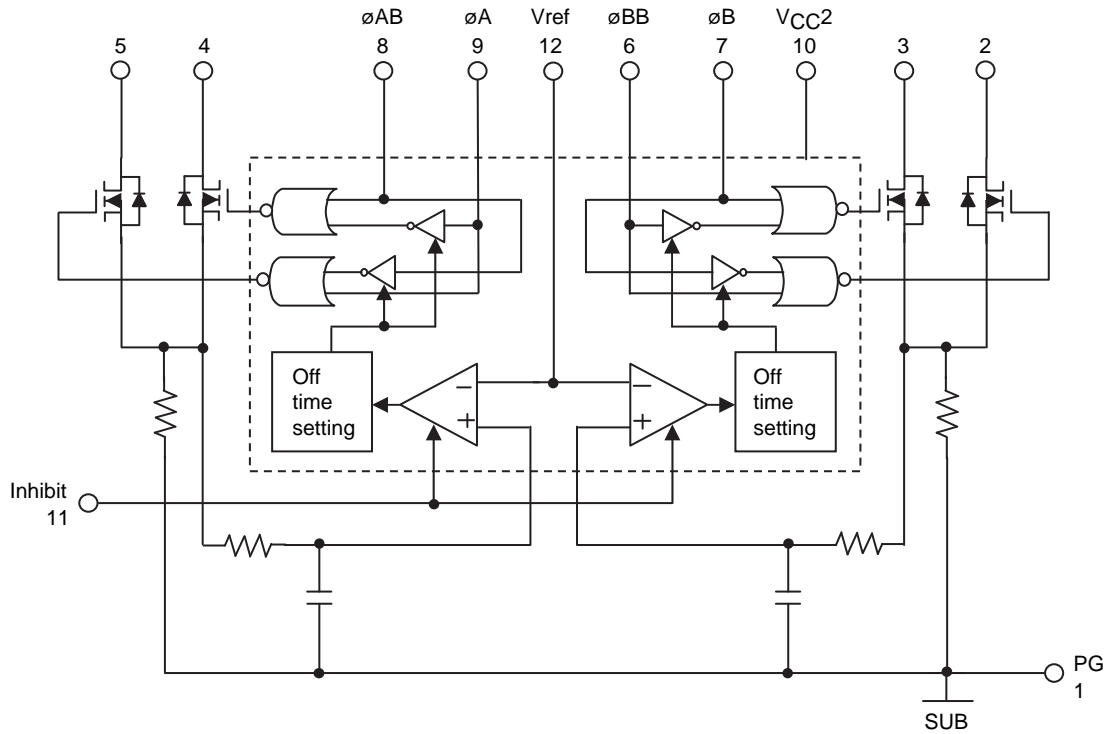 øAB øA Vref øBB øB VCC2
5 4 8 9 12 6 7 10 3 2
− −
+ +
Off
time
setting
Off
time
setting
Inhibit
11
PG
1
SUB